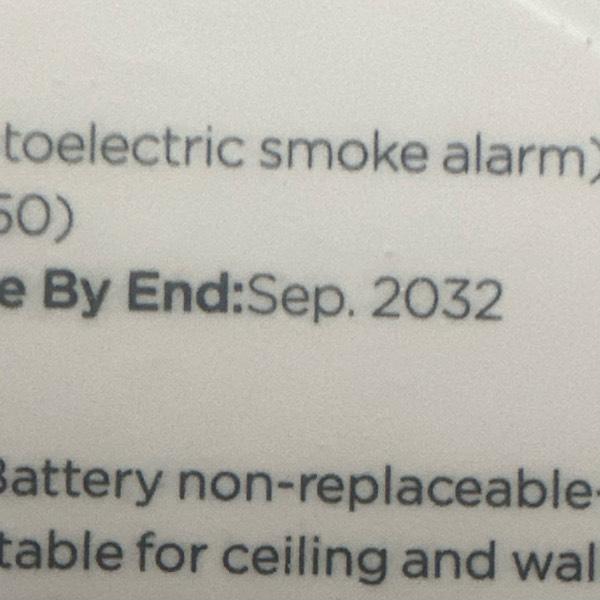 toelectric smoke alarm)
50)
e By End:Sep. 2032
Battery non-replaceable-
table for ceiling and wal